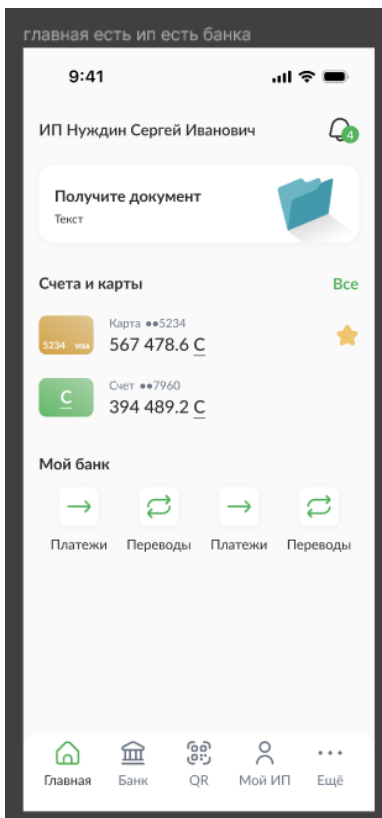 главная есть ип есть банка
9:41
ИП Нуждин Сергей Иванович
4
Получите документ
Текст
Счета и карты Все
Карта ••5234
5234 VISA
567 478.6 С
Счет ••7960
С
394 489.2 С
Мой банк
Платежи Переводы Платежи Переводы
Главная Банк QR Мой ИП Ещё